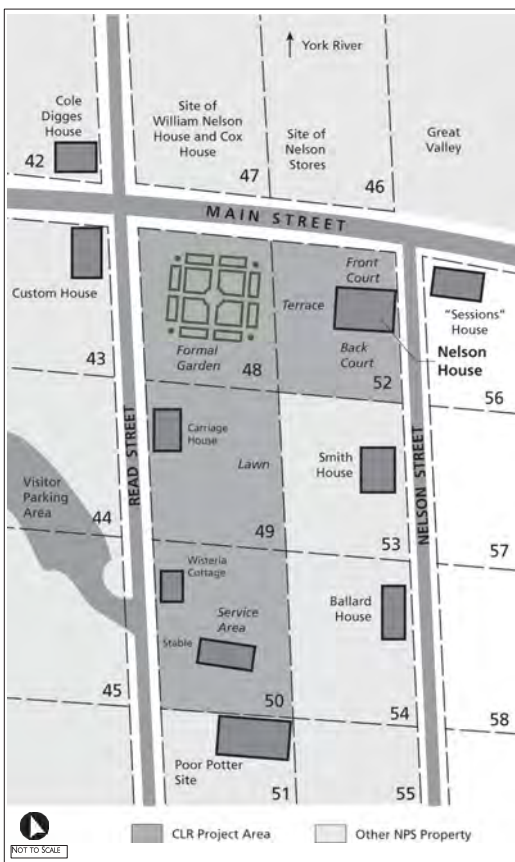 York River
Cole
Digges
House
42
Site of
William Nelson
House and Cox
House
47
Site of
Nelson
Stores
46
Great
Valley
MAIN STREET
Custom House
43
Formal
Garden
48
Front
Court
Terrace
Back
Court
52
"Sessions"
House
Nelson
House
56
READ STREET
NELSON STREET
Carriage
House
Lawn
49
Smith
House
53
57
Visitor
Parking
Area
44
Wisteria
Cottage
Service
Area
Stable
50
Ballard
House
54
58
45
Poor Potter
Site
51
55
NOT TO SCALE
CLR Project Area
Other NPS Property